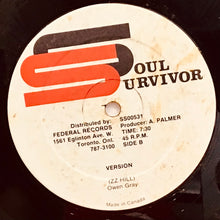 SOUL
SURVIVOR
Distributed by: SS00531
FEDERAL RECORDS Producer: A. PALMER
1561 Eglinton Ave. W. TIME: 7:30
Toronto, Ont. 45 R.P.M.
787-3100 SIDE B
VERSION
(ZZ HILL)
Owen Gray
Made in Canada